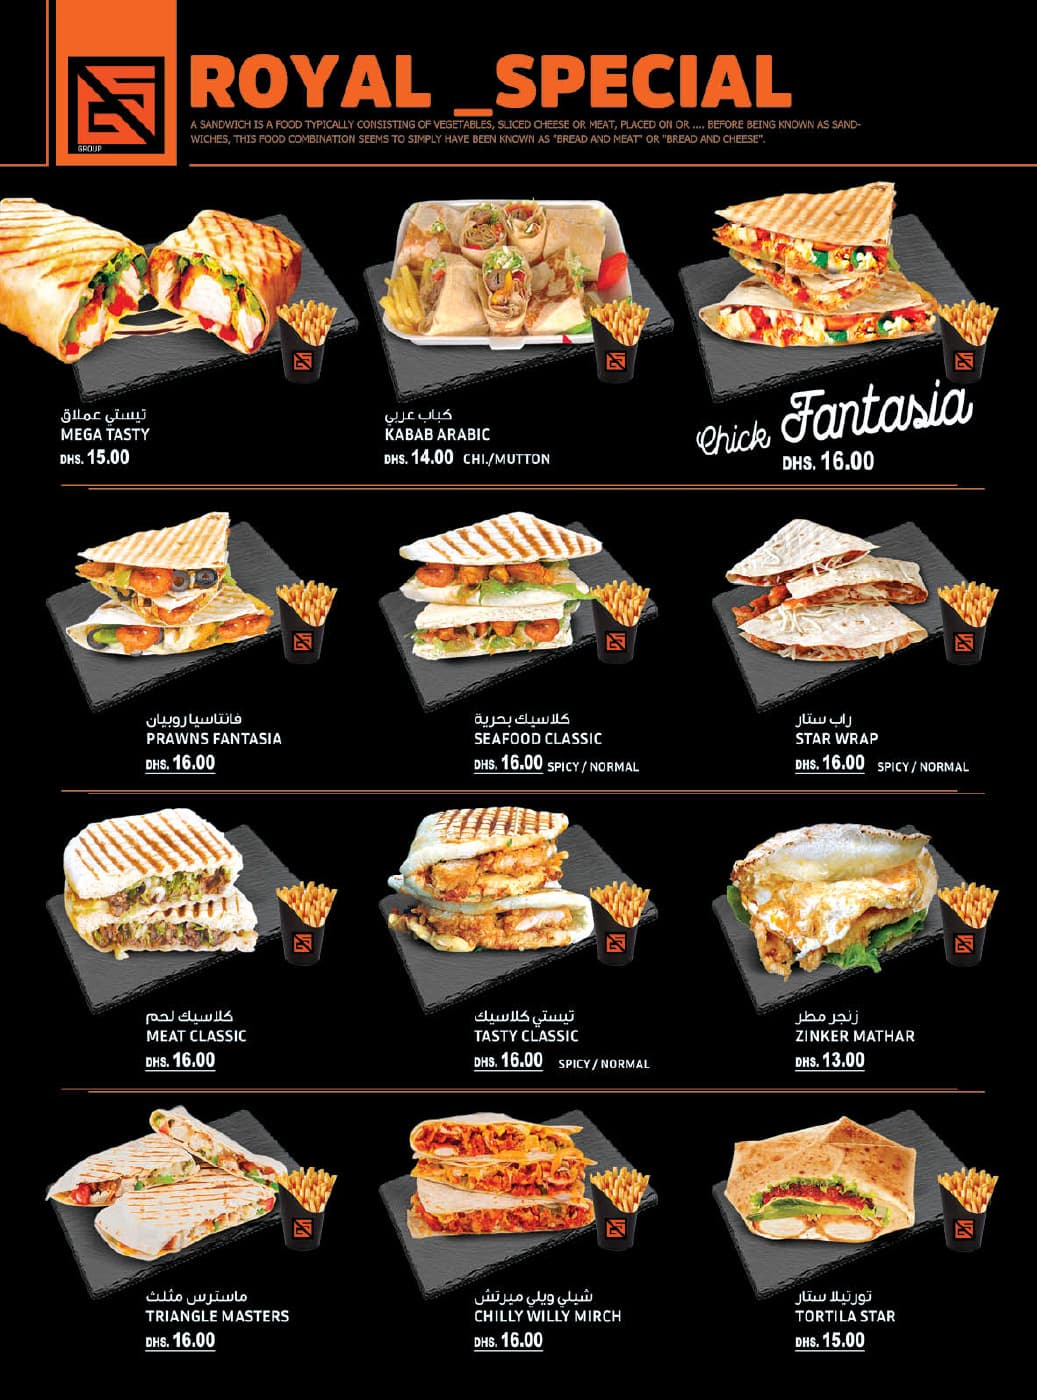 GROUP
ROYAL _SPECIAL
A SANDWICH IS A FOOD TYPICALLY CONSISTING OF VEGETABLES, SLICED CHEESE OR MEAT, PLACED ON OR .... BEFORE BEING KNOWN AS SAND-
WICHES, THIS FOOD COMBINATION SEEMS TO SIMPLY HAVE BEEN KNOWN AS "BREAD AND MEAT" OR "BREAD AND CHEESE".
تيستي عملاق
MEGA TASTY
DHS. 15.00
كباب عربي
KABAB ARABIC
DHS. 14.00 CHI./MUTTON
Chick Fantasia
DHS. 16.00
فانتاسيا روبيان
PRAWNS FANTASIA
DHS. 16.00
كلاسيك بحرية
SEAFOOD CLASSIC
DHS. 16.00 SPICY / NORMAL
راب ستار
STAR WRAP
DHS. 16.00 SPICY / NORMAL
كلاسيك لحم
MEAT CLASSIC
DHS. 16.00
تيستي كلاسيك
TASTY CLASSIC
DHS. 16.00 SPICY / NORMAL
زنجر مطر
ZINKER MATHAR
DHS. 13.00
ماسترس مثلث
TRIANGLE MASTERS
DHS. 16.00
شيلي ويلي ميرتش
CHILLY WILLY MIRCH
DHS. 16.00
تورتيلا ستار
TORTILA STAR
DHS. 15.00